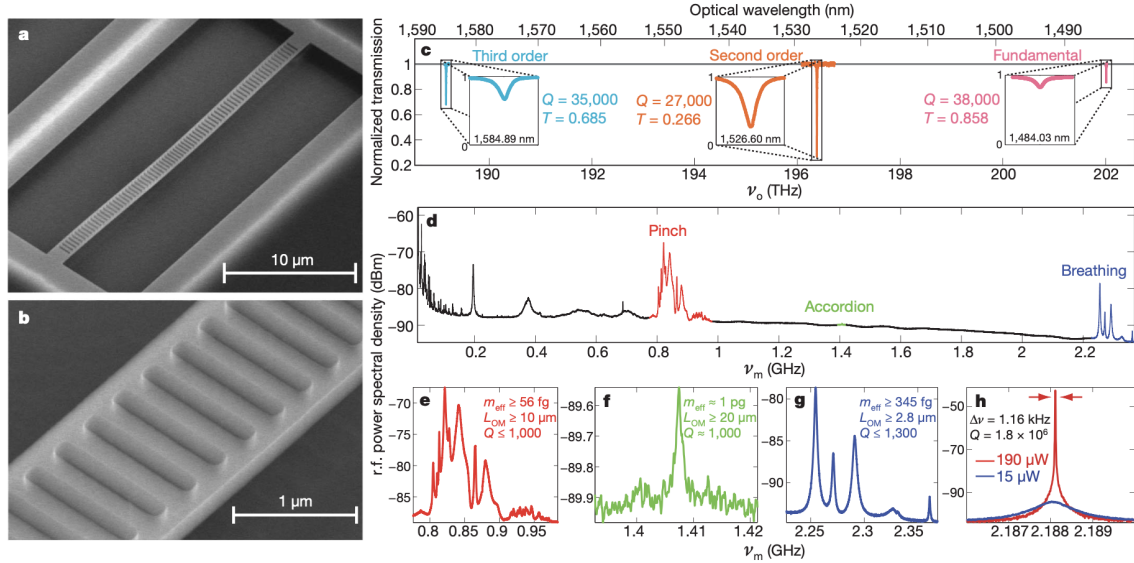 a
10 µm
b
1 µm
Optical wavelength (nm)
1,590 1,580 1,570 1,560 1,550 1,540 1,530 1,520 1,510 1,500 1,490
c
Third order
Second order
Fundamental
Normalized transmission
1
0.8
0.6
0.4
0.2
1
0
1,584.89 nm
Q = 35,000
T = 0.685
Q = 27,000
T = 0.266
1
0
1,526.60 nm
Q = 38,000
T = 0.858
1
0
1,484.03 nm
190 192 194 196 198 200 202
νo (THz)
r.f. power spectral density (dBm)
d
−60
−70
−80
−90
Pinch
Accordion
Breathing
0.2 0.4 0.6 0.8 1 1.2 1.4 1.6 1.8 2 2.2
νm (GHz)
e
meff ≥ 56 fg
LOM ≥ 10 µm
Q ≤ 1,000
−70
−75
−80
−85
0.8 0.85 0.9 0.95
f
meff ≈ 1 pg
LOM ≥ 20 µm
Q ≈ 1,000
−89.6
−89.7
−89.8
−89.9
1.4 1.41 1.42
g
meff ≥ 345 fg
LOM ≥ 2.8 µm
Q ≤ 1,300
−80
−85
−90
2.25 2.3 2.35
h
Δν = 1.16 kHz
Q = 1.8 × 10⁶
190 µW
15 µW
−50
−70
−90
2.187 2.188 2.189
νm (GHz)